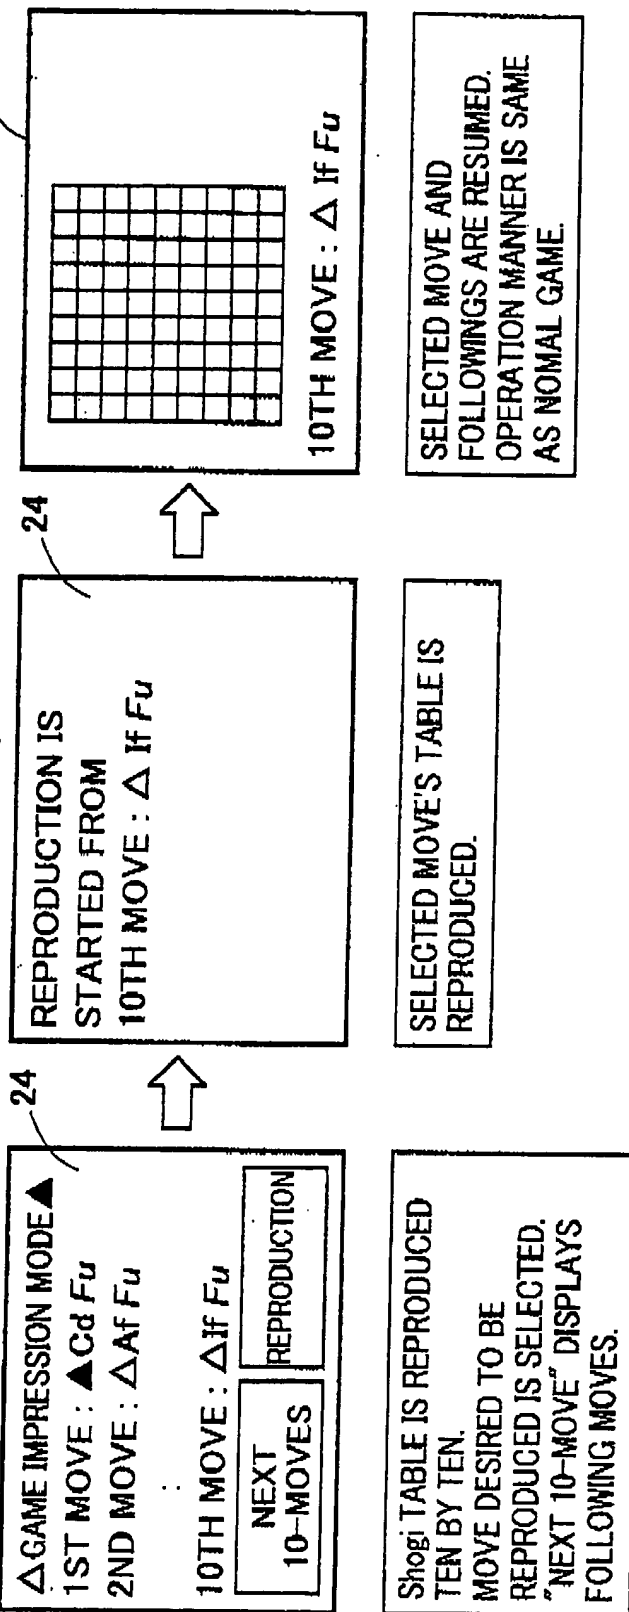 △GAME IMPRESSION MODE▲
1ST MOVE : ▲Cd Fu
2ND MOVE : △Af Fu
:
10TH MOVE : △If Fu
NEXT
10-MOVES
REPRODUCTION
24
Shogi TABLE IS REPRODUCED
TEN BY TEN.
MOVE DESIRED TO BE
REPRODUCED IS SELECTED.
"NEXT 10-MOVE" DISPLAYS
FOLLOWING MOVES.
REPRODUCTION IS
STARTED FROM
10TH MOVE : △ If Fu
24
SELECTED MOVE'S TABLE IS
REPRODUCED.
10TH MOVE : △ If Fu
SELECTED MOVE AND
FOLLOWINGS ARE RESUMED.
OPERATION MANNER IS SAME
AS NOMAL GAME.